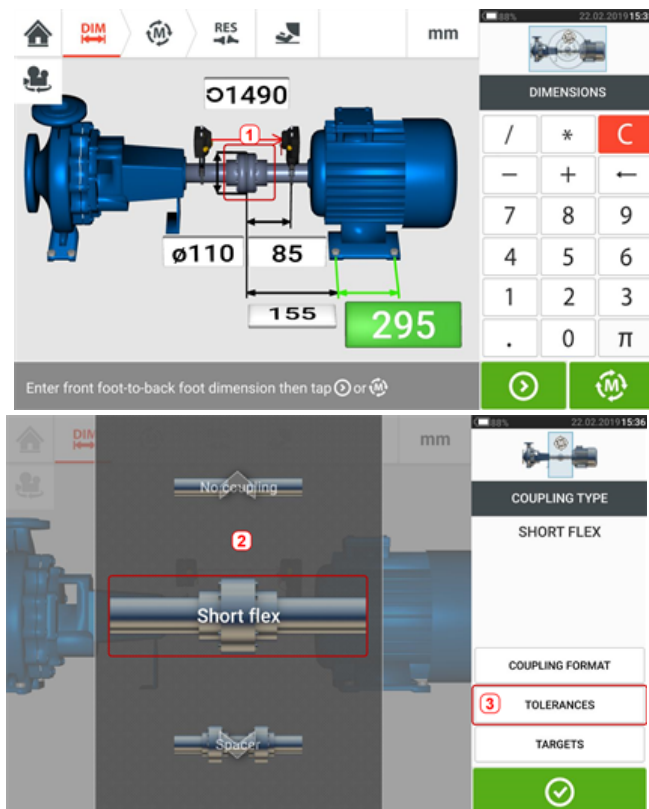 DIM
M
RES
mm
88%
22.02.2019 15:3
DIMENSIONS
1490
1
ø110
85
155
295
/ * C
− + ←
7 8 9
4 5 6
1 2 3
. 0 π
Enter front foot-to-back foot dimension then tap or M
M
DIM
mm
88%
22.02.2019 15:36
No coupling
2
Short flex
Spacer
COUPLING TYPE
SHORT FLEX
COUPLING FORMAT
3
TOLERANCES
TARGETS